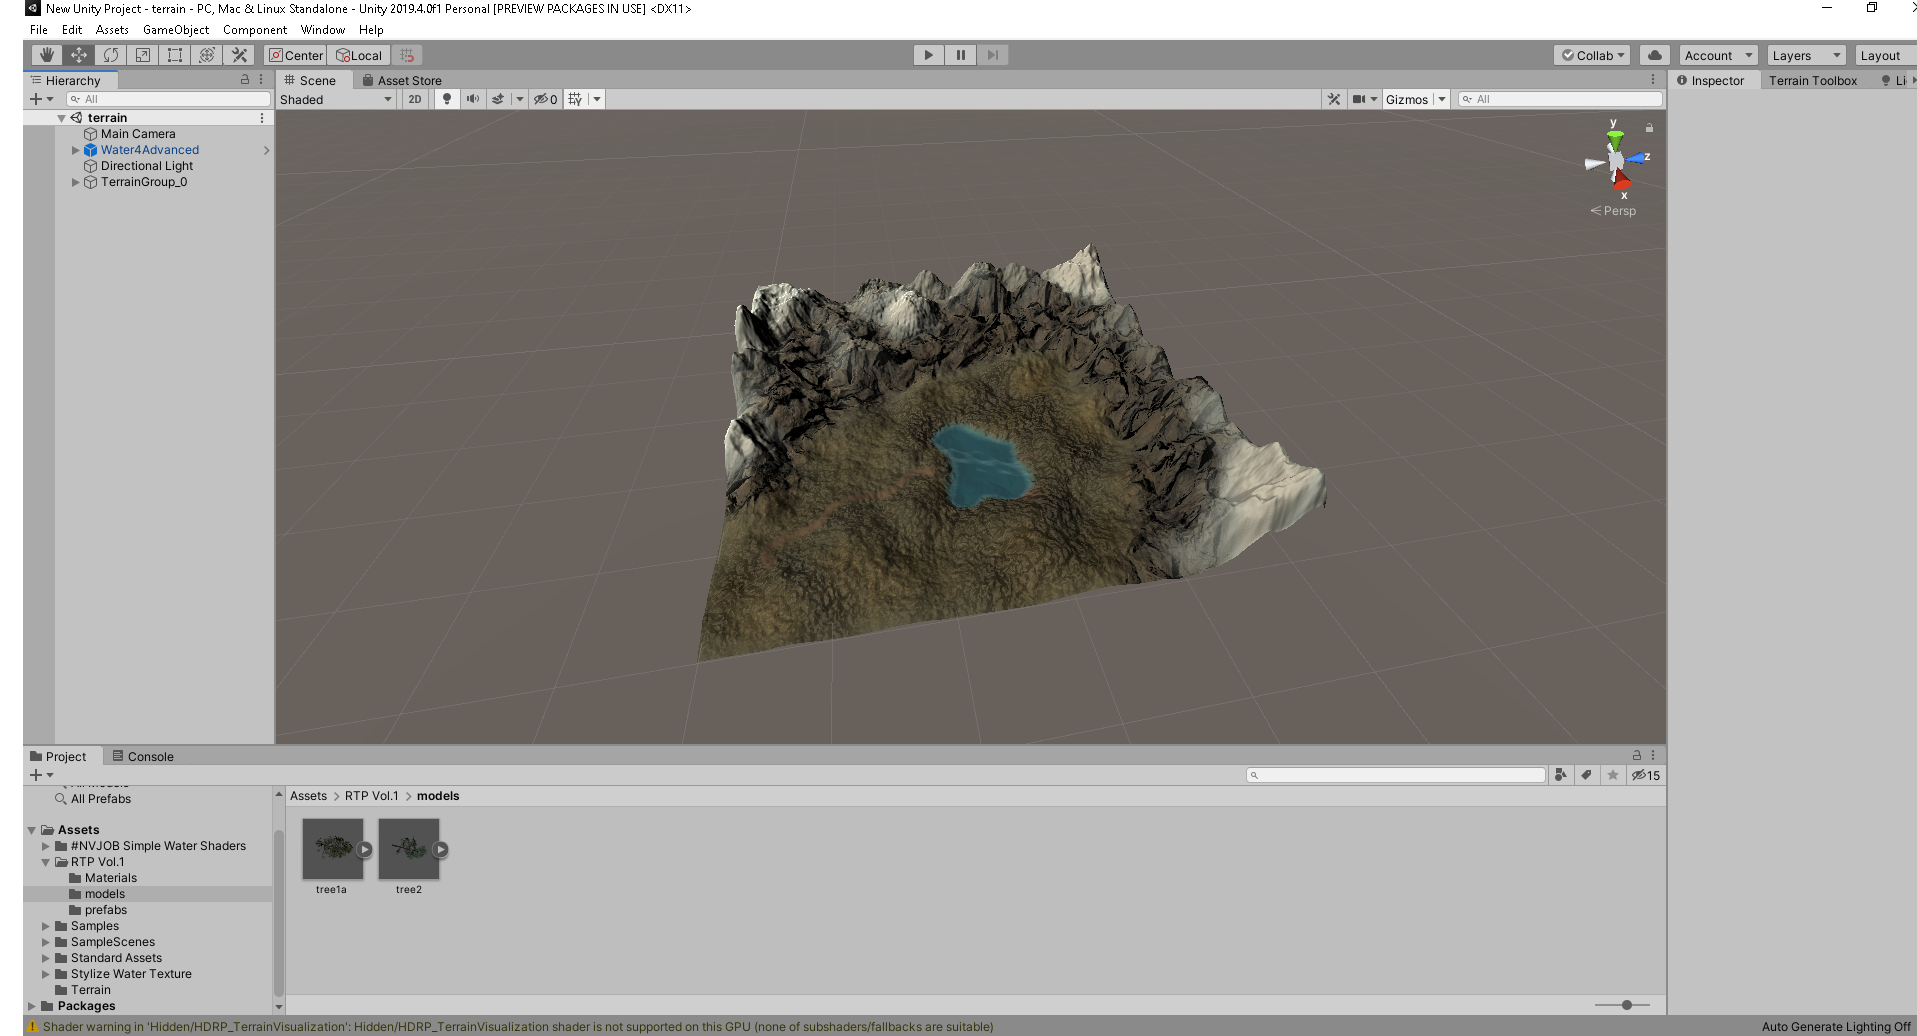 New Unity Project - terrain - PC, Mac & Linux Standalone - Unity 2019.4.0f1 Personal [PREVIEW PACKAGES IN USE] <DX11>
File Edit Assets GameObject Component Window Help
Center Local Collab Account Layers Layout
Hierarchy
All
terrain
Main Camera
Water4Advanced
Directional Light
TerrainGroup_0
Scene Asset Store
Shaded 2D 0 Gizmos All
y
z
x
Persp
Inspector Terrain Toolbox Li
Project Console
15
All Models
All Prefabs
Assets
#NVJOB Simple Water Shaders
RTP Vol.1
Materials
models
prefabs
Samples
SampleScenes
Standard Assets
Stylize Water Texture
Terrain
Packages
Assets > RTP Vol.1 > models
tree1a tree2
Shader warning in 'Hidden/HDRP_TerrainVisualization': Hidden/HDRP_TerrainVisualization shader is not supported on this GPU (none of subshaders/fallbacks are suitable)
Auto Generate Lighting Off